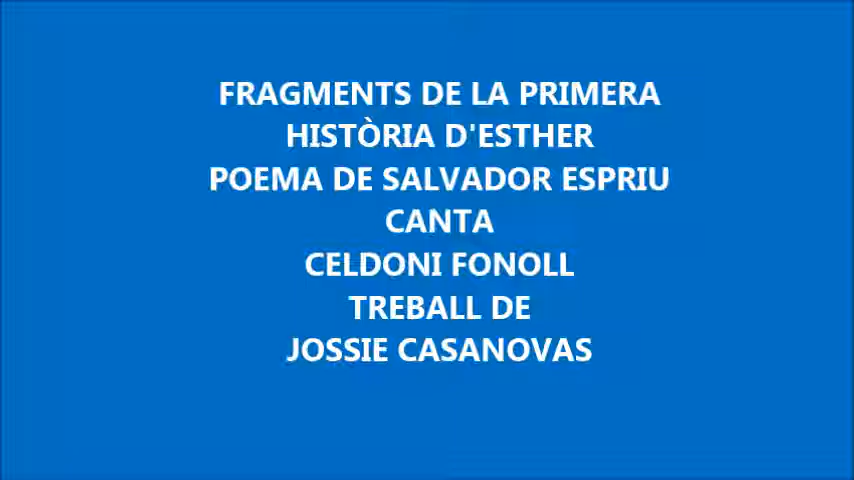 FRAGMENTS DE LA PRIMERA
HISTÒRIA D'ESTHER
POEMA DE SALVADOR ESPRIU
CANTA
CELDONI FONOLL
TREBALL DE
JOSSIE CASANOVAS